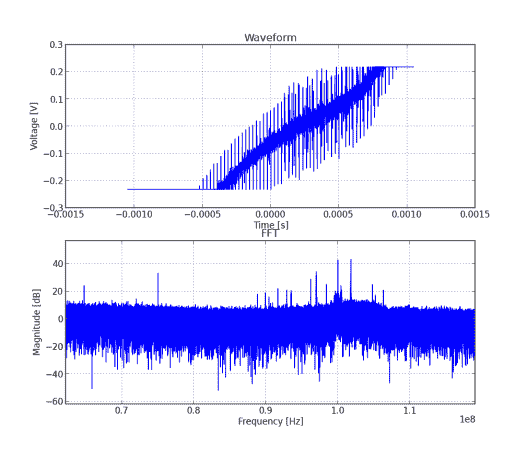 Waveform
0.3
0.2
0.1
0.0
−0.1
−0.2
−0.3
Voltage [V]
−0.0015 −0.0010 −0.0005 0.0000 0.0005 0.0010 0.0015
Time [s]
FFT
40
20
0
−20
−40
−60
Magnitude [dB]
0.7 0.8 0.9 1.0 1.1
1e8
Frequency [Hz]